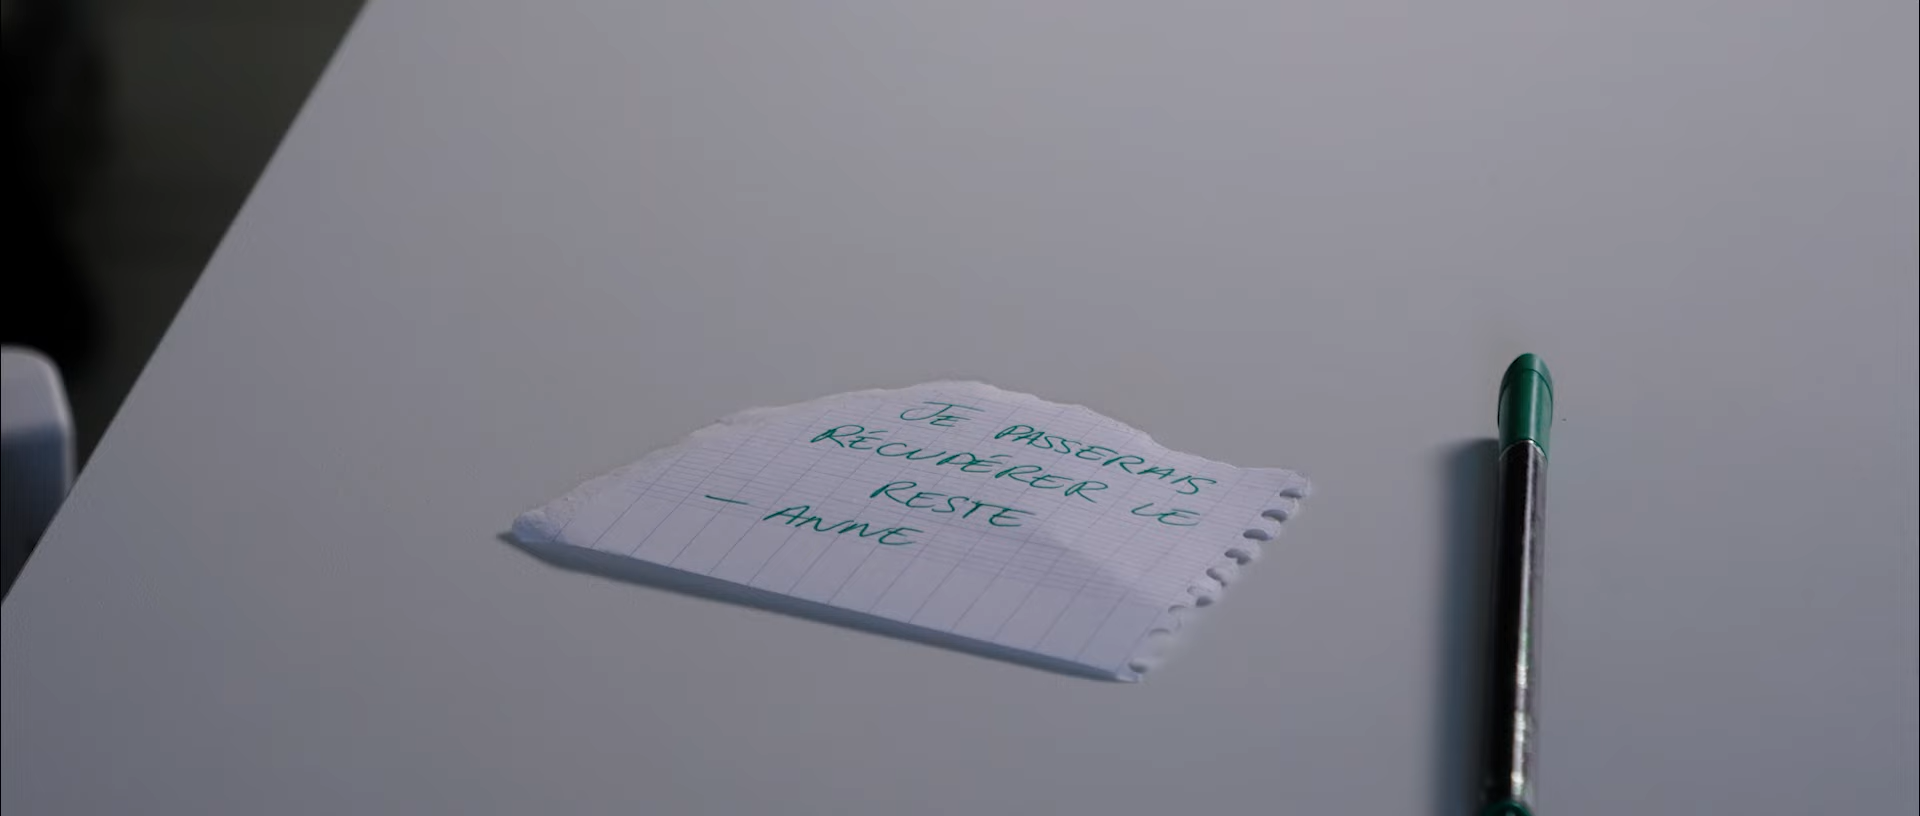 JE PASSERAIS
RÉCUPÉRER LE
RESTE
— ANNE